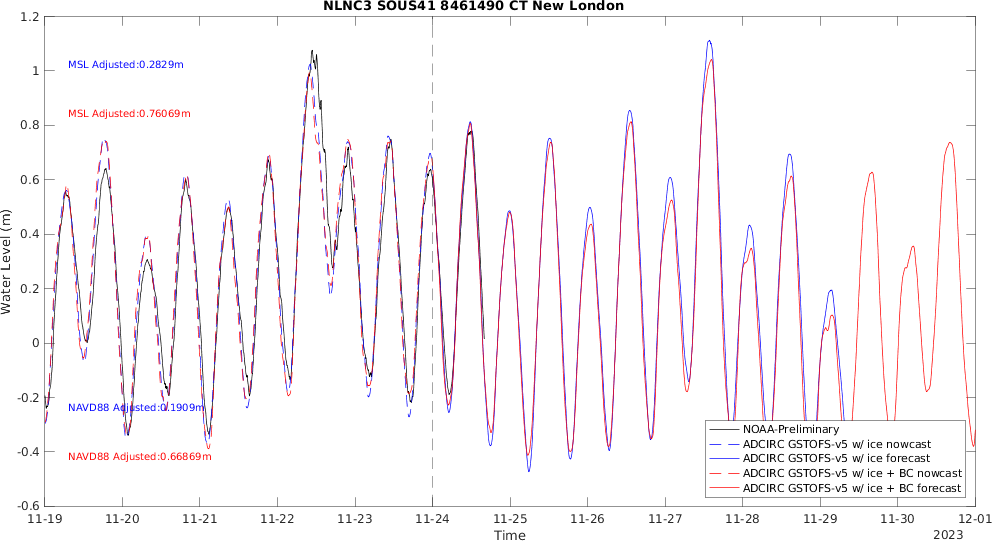 NLNC3 SOUS41 8461490 CT New London
1.2
1
0.8
0.6
0.4
0.2
0
-0.2
-0.4
-0.6
Water Level (m)
MSL Adjusted:0.2829m
MSL Adjusted:0.76069m
NAVD88 Adjusted:0.1909m
NAVD88 Adjusted:0.66869m
NOAA-Preliminary
ADCIRC GSTOFS-v5 w/ ice nowcast
ADCIRC GSTOFS-v5 w/ ice forecast
ADCIRC GSTOFS-v5 w/ ice + BC nowcast
ADCIRC GSTOFS-v5 w/ ice + BC forecast
11-19 11-20 11-21 11-22 11-23 11-24 11-25 11-26 11-27 11-28 11-29 11-30 12-01
Time
2023